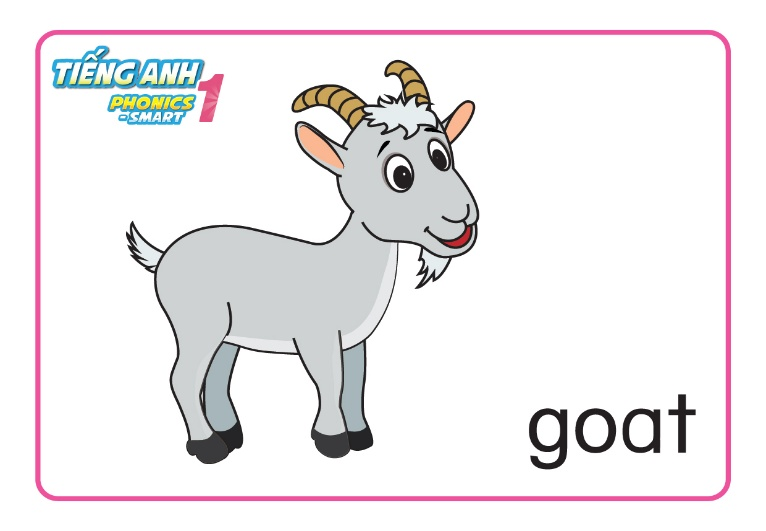 TIẾNG ANH 1
PHONICS
-SMART
goat